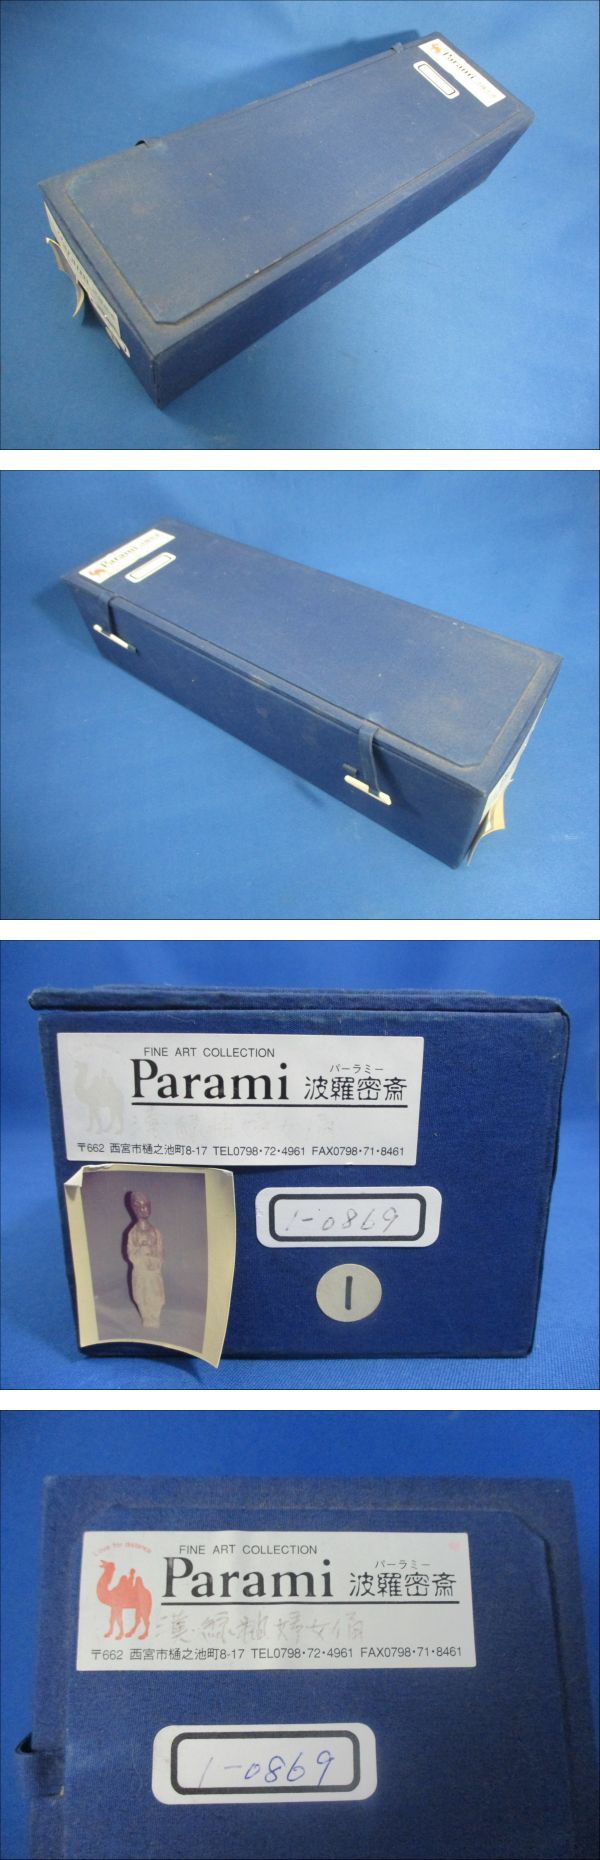 Parami
Parami
FINE ART COLLECTION
Parami
パーラミー
波羅密斎
〒662 西宮市樋之池町8-17 TEL0798・72・4961 FAX0798・71・8461
1-0869
1
Love for distance
FINE ART COLLECTION
Parami
パーラミー
波羅密斎
漢 緑釉 婦女俑
〒662 西宮市樋之池町8-17 TEL0798・72・4961 FAX0798・71・8461
1-0869